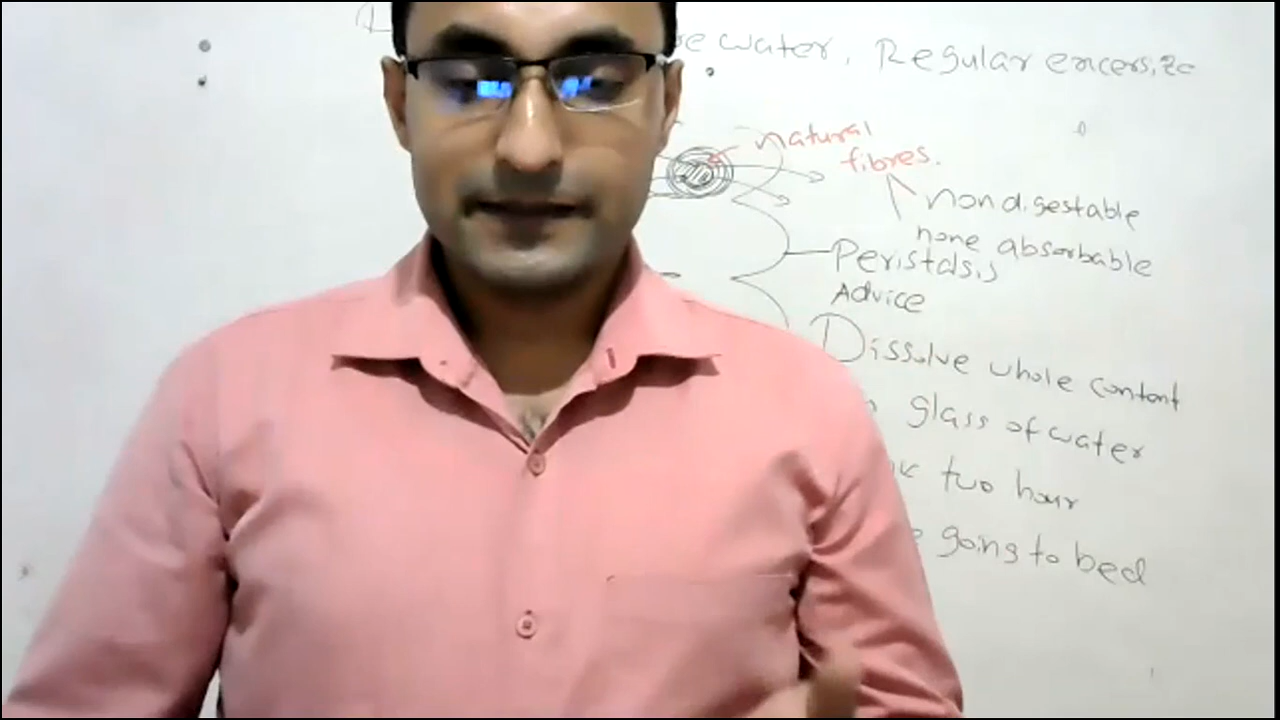 water, Regular excersize
natural
fibres.
non digestable
none absorbable
Peristalsis
Advice
Dissolve whole content
glass of water
two hour
going to bed